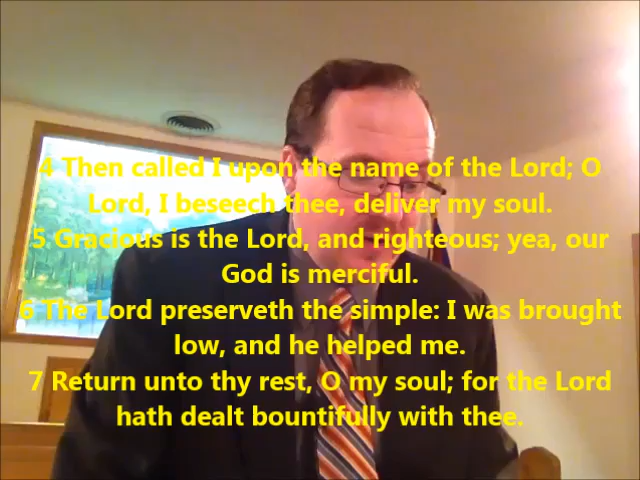 4 Then called I upon the name of the Lord; O
Lord, I beseech thee, deliver my soul.
5 Gracious is the Lord, and righteous; yea, our
God is merciful.
6 The Lord preserveth the simple: I was brought
low, and he helped me.
7 Return unto thy rest, O my soul; for the Lord
hath dealt bountifully with thee.